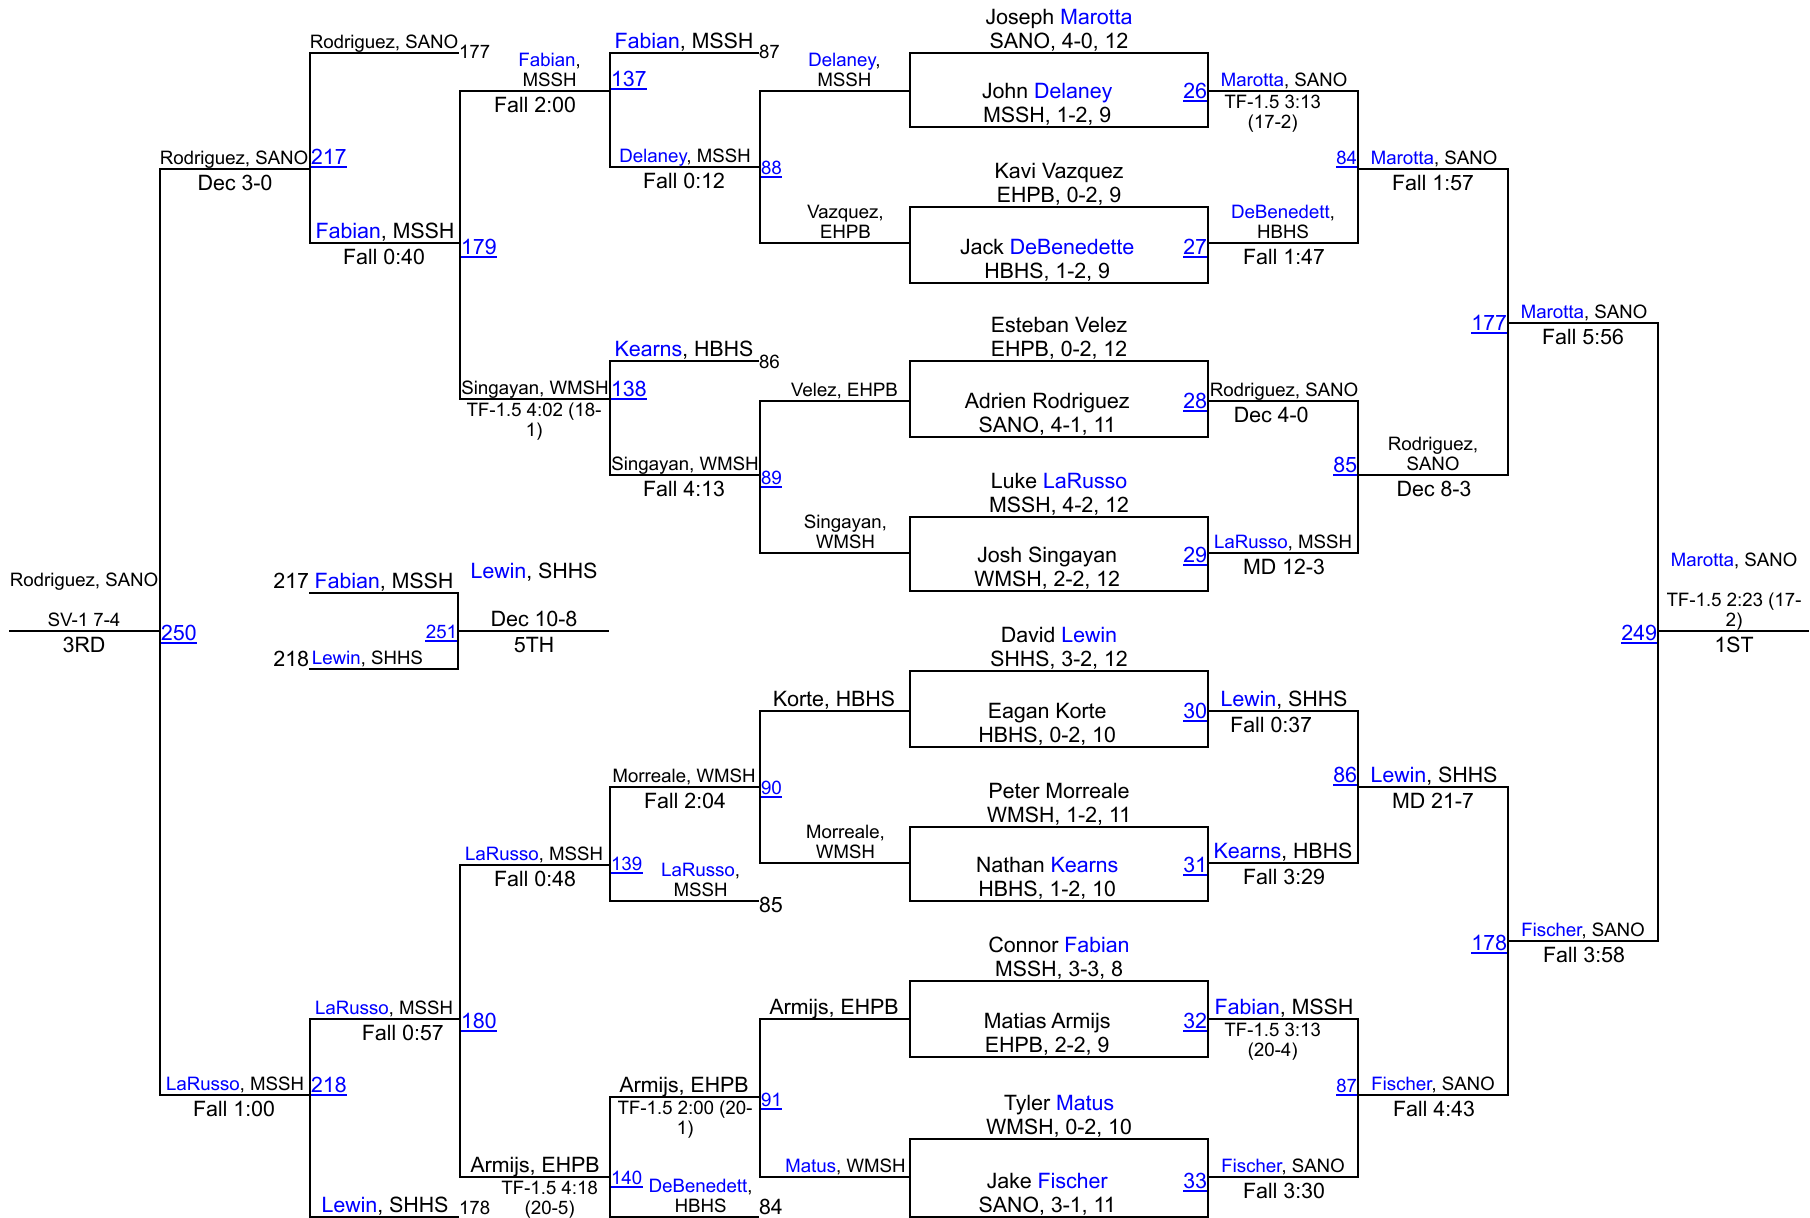 Joseph Marotta
SANO, 4-0, 12
Rodriguez, SANO
177
Fabian,
MSSH
Fall 2:00
Fabian, MSSH
87
137
Delaney,
MSSH
John Delaney
MSSH, 1-2, 9
26
Marotta, SANO
TF-1.5 3:13
(17-2)
Rodriguez, SANO
Dec 3-0
217
Delaney, MSSH
Fall 0:12
88
Kavi Vazquez
EHPB, 0-2, 9
84
Marotta, SANO
Fall 1:57
Fabian, MSSH
Fall 0:40
179
Vazquez,
EHPB
Jack DeBenedette
HBHS, 1-2, 9
27
DeBenedett,
HBHS
Fall 1:47
Esteban Velez
EHPB, 0-2, 12
177
Marotta, SANO
Fall 5:56
Kearns, HBHS
86
Singayan, WMSH
TF-1.5 4:02 (18-
1)
138
Velez, EHPB
Adrien Rodriguez
SANO, 4-1, 11
28
Rodriguez, SANO
Dec 4-0
Singayan, WMSH
Fall 4:13
89
Luke LaRusso
MSSH, 4-2, 12
85
Rodriguez,
SANO
Dec 8-3
Singayan,
WMSH
Josh Singayan
WMSH, 2-2, 12
29
LaRusso, MSSH
MD 12-3
Rodriguez, SANO
SV-1 7-4
3RD
250
217 Fabian, MSSH
218 Lewin, SHHS
251
Lewin, SHHS
Dec 10-8
5TH
David Lewin
SHHS, 3-2, 12
249
Marotta, SANO
TF-1.5 2:23 (17-
2)
1ST
Korte, HBHS
Eagan Korte
HBHS, 0-2, 10
30
Lewin, SHHS
Fall 0:37
Morreale, WMSH
Fall 2:04
90
Peter Morreale
WMSH, 1-2, 11
86
Lewin, SHHS
MD 21-7
LaRusso, MSSH
Fall 0:48
139
LaRusso,
MSSH
85
Morreale,
WMSH
Nathan Kearns
HBHS, 1-2, 10
31
Kearns, HBHS
Fall 3:29
Connor Fabian
MSSH, 3-3, 8
178
Fischer, SANO
Fall 3:58
LaRusso, MSSH
Fall 0:57
180
Armijs, EHPB
Matias Armijs
EHPB, 2-2, 9
32
Fabian, MSSH
TF-1.5 3:13
(20-4)
LaRusso, MSSH
Fall 1:00
218
Armijs, EHPB
TF-1.5 2:00 (20-
1)
91
Tyler Matus
WMSH, 0-2, 10
87
Fischer, SANO
Fall 4:43
Armijs, EHPB
TF-1.5 4:18
(20-5)
140
DeBenedett,
HBHS
84
Matus, WMSH
Jake Fischer
SANO, 3-1, 11
33
Fischer, SANO
Fall 3:30
Lewin, SHHS
178